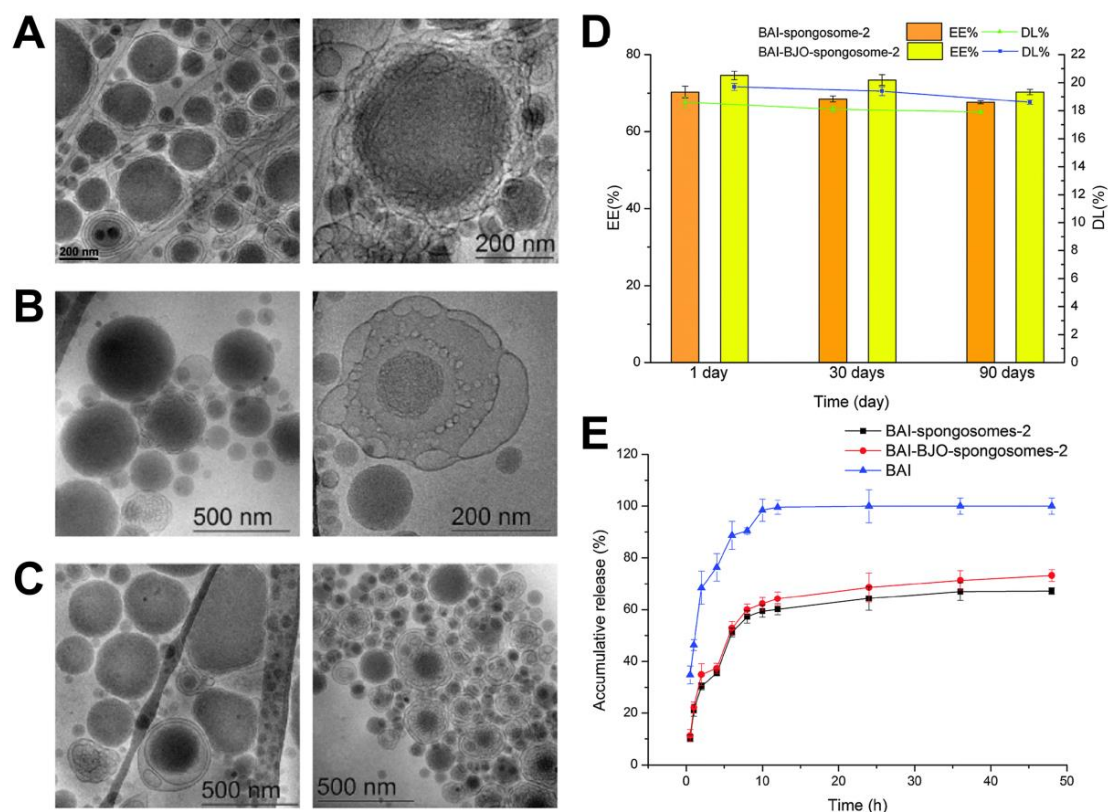 A
200 nm
200 nm
B
500 nm
200 nm
C
500 nm
500 nm
D
BAI-spongosome-2 EE% DL%
BAI-BJO-spongosome-2 EE% DL%
80
60
40
20
0
EE(%)
22
20
18
16
14
12
10
8
6
4
2
0
DL(%)
1 day 30 days 90 days
Time (day)
E
BAI-spongosomes-2
BAI-BJO-spongosomes-2
BAI
120
100
80
60
40
20
0
Accumulative release (%)
0 10 20 30 40 50
Time (h)